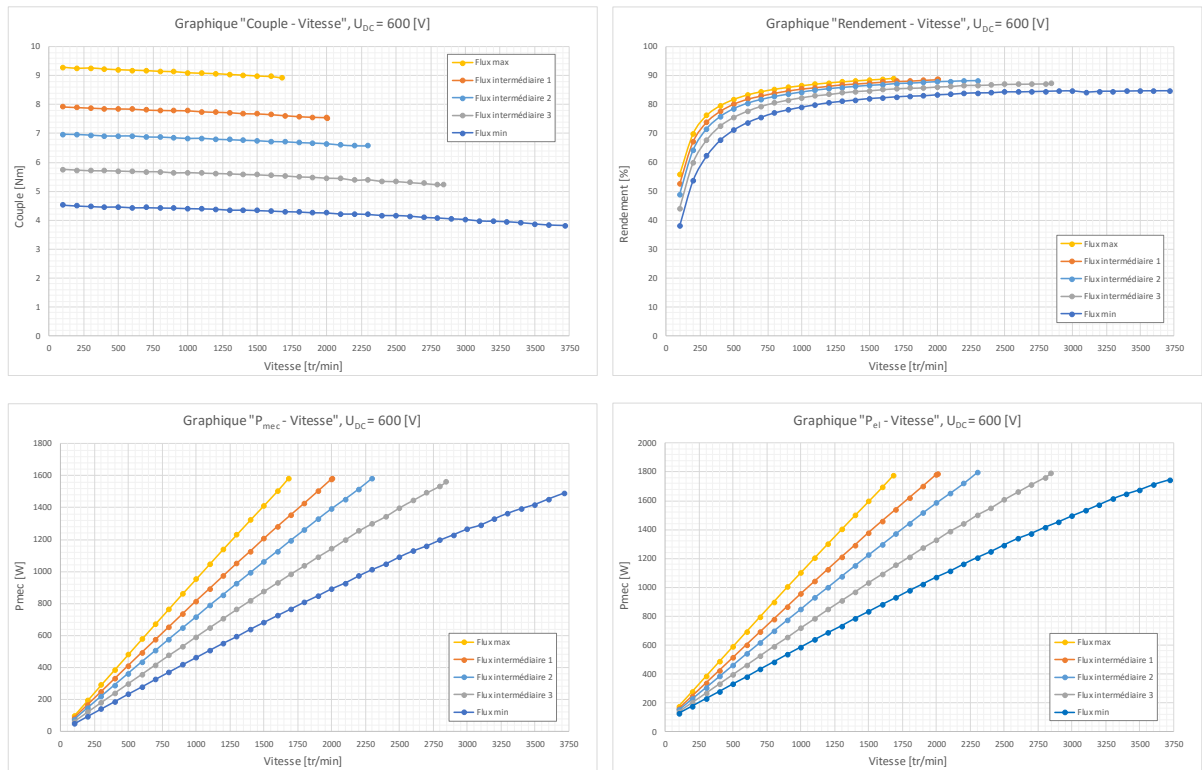 Graphique "Couple - Vitesse", UDC = 600 [V]
10
9
8
7
6
5
4
3
2
1
0
Couple [Nm]
Flux max
Flux intermédiaire 1
Flux intermédiaire 2
Flux intermédiaire 3
Flux min
0 250 500 750 1000 1250 1500 1750 2000 2250 2500 2750 3000 3250 3500 3750
Vitesse [tr/min]
Graphique "Rendement - Vitesse", UDC = 600 [V]
100
90
80
70
60
50
40
30
20
10
0
Rendement [%]
Flux max
Flux intermédiaire 1
Flux intermédiaire 2
Flux intermédiaire 3
Flux min
0 250 500 750 1000 1250 1500 1750 2000 2250 2500 2750 3000 3250 3500 3750
Vitesse [tr/min]
Graphique "Pmec - Vitesse", UDC = 600 [V]
1800
1600
1400
1200
1000
800
600
400
200
0
Pmec [W]
Flux max
Flux intermédiaire 1
Flux intermédiaire 2
Flux intermédiaire 3
Flux min
0 250 500 750 1000 1250 1500 1750 2000 2250 2500 2750 3000 3250 3500 3750
Vitesse [tr/min]
Graphique "Pel - Vitesse", UDC = 600 [V]
2000
1800
1600
1400
1200
1000
800
600
400
200
0
Pmec [W]
Flux max
Flux intermédiaire 1
Flux intermédiaire 2
Flux intermédiaire 3
Flux min
0 250 500 750 1000 1250 1500 1750 2000 2250 2500 2750 3000 3250 3500 3750
Vitesse [tr/min]